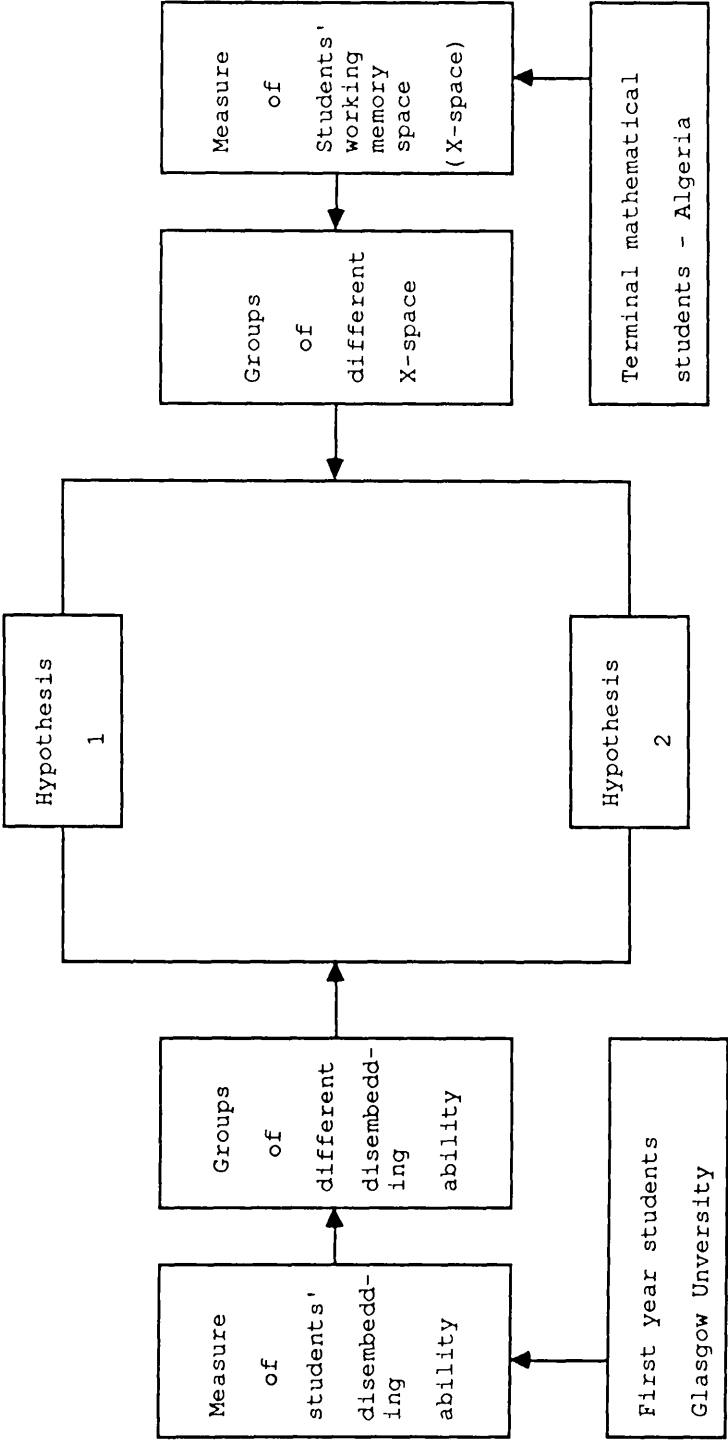 Hypothesis
1
Measure
of
students'
disembedd-
ing
ability
Groups
of
different
disembedd-
ing
ability
Groups
of
different
X-space
Measure
of
Students'
working
memory
space
(X-space)
Hypothesis
2
First year students
Glasgow Unversity
Terminal mathematical
students - Algeria